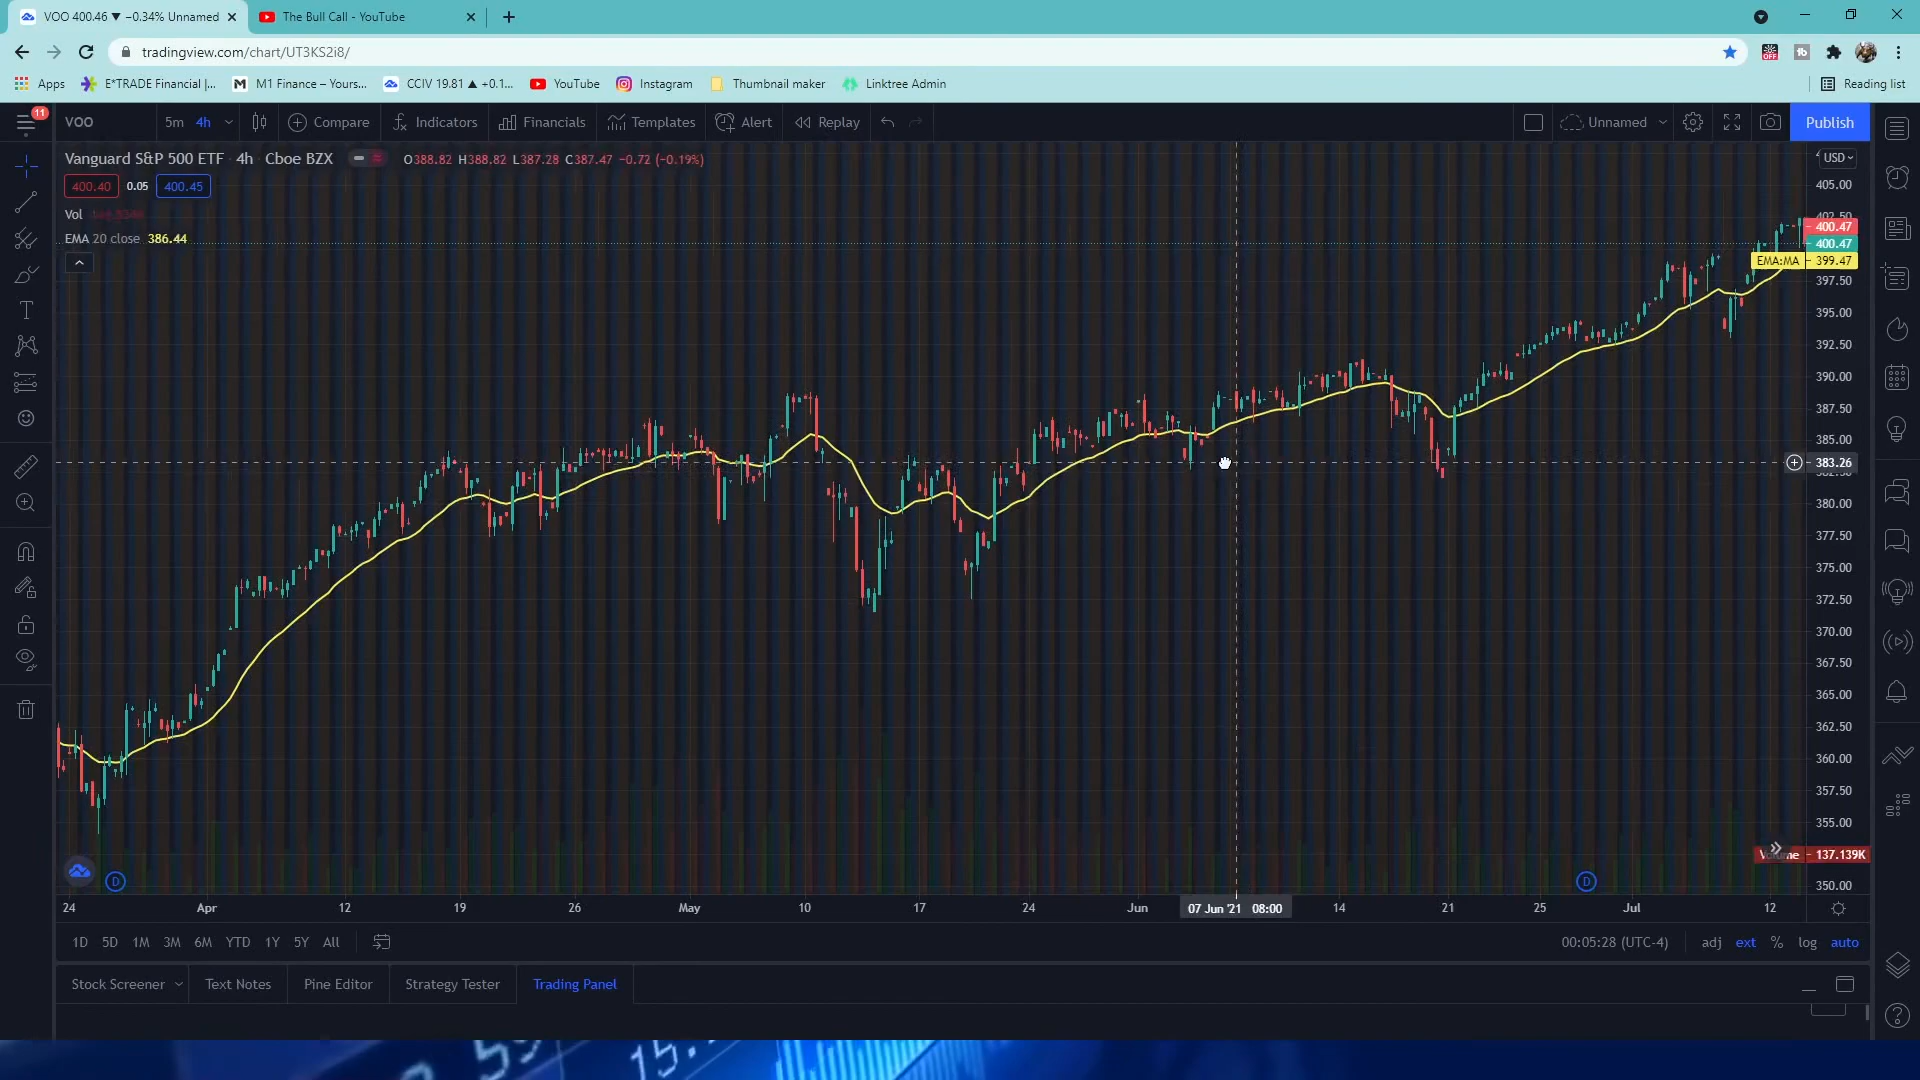 VOO 400.46 ▼ −0.34% Unnamed
The Bull Call - YouTube
tradingview.com/chart/UT3KS2i8/
Apps
E*TRADE Financial |...
M1 Finance – Yours...
CCIV 19.81 ▲ +0.1...
YouTube
Instagram
Thumbnail maker
Linktree Admin
Reading list
11
VOO
5m
4h
Compare
Indicators
Financials
Templates
Alert
Replay
Unnamed
Publish
Vanguard S&P 500 ETF 4h Cboe BZX
O388.82 H388.82 L387.28 C387.47 −0.72 (−0.19%)
USD
400.40 0.05 400.45
Vol
EMA 20 close 386.44
405.00
402.50
400.47
400.47
EMA:MA 399.47
397.50
395.00
392.50
390.00
387.50
385.00
383.26
380.00
377.50
375.00
372.50
370.00
367.50
365.00
362.50
360.00
357.50
355.00
Volume 137.139K
350.00
D
D
24 Apr 12 19 26 May 10 17 24 Jun 07 Jun '21 08:00 14 21 25 Jul 12
1D 5D 1M 3M 6M YTD 1Y 5Y All
00:05:28 (UTC-4)
adj ext % log auto
Stock Screener
Text Notes
Pine Editor
Strategy Tester
Trading Panel